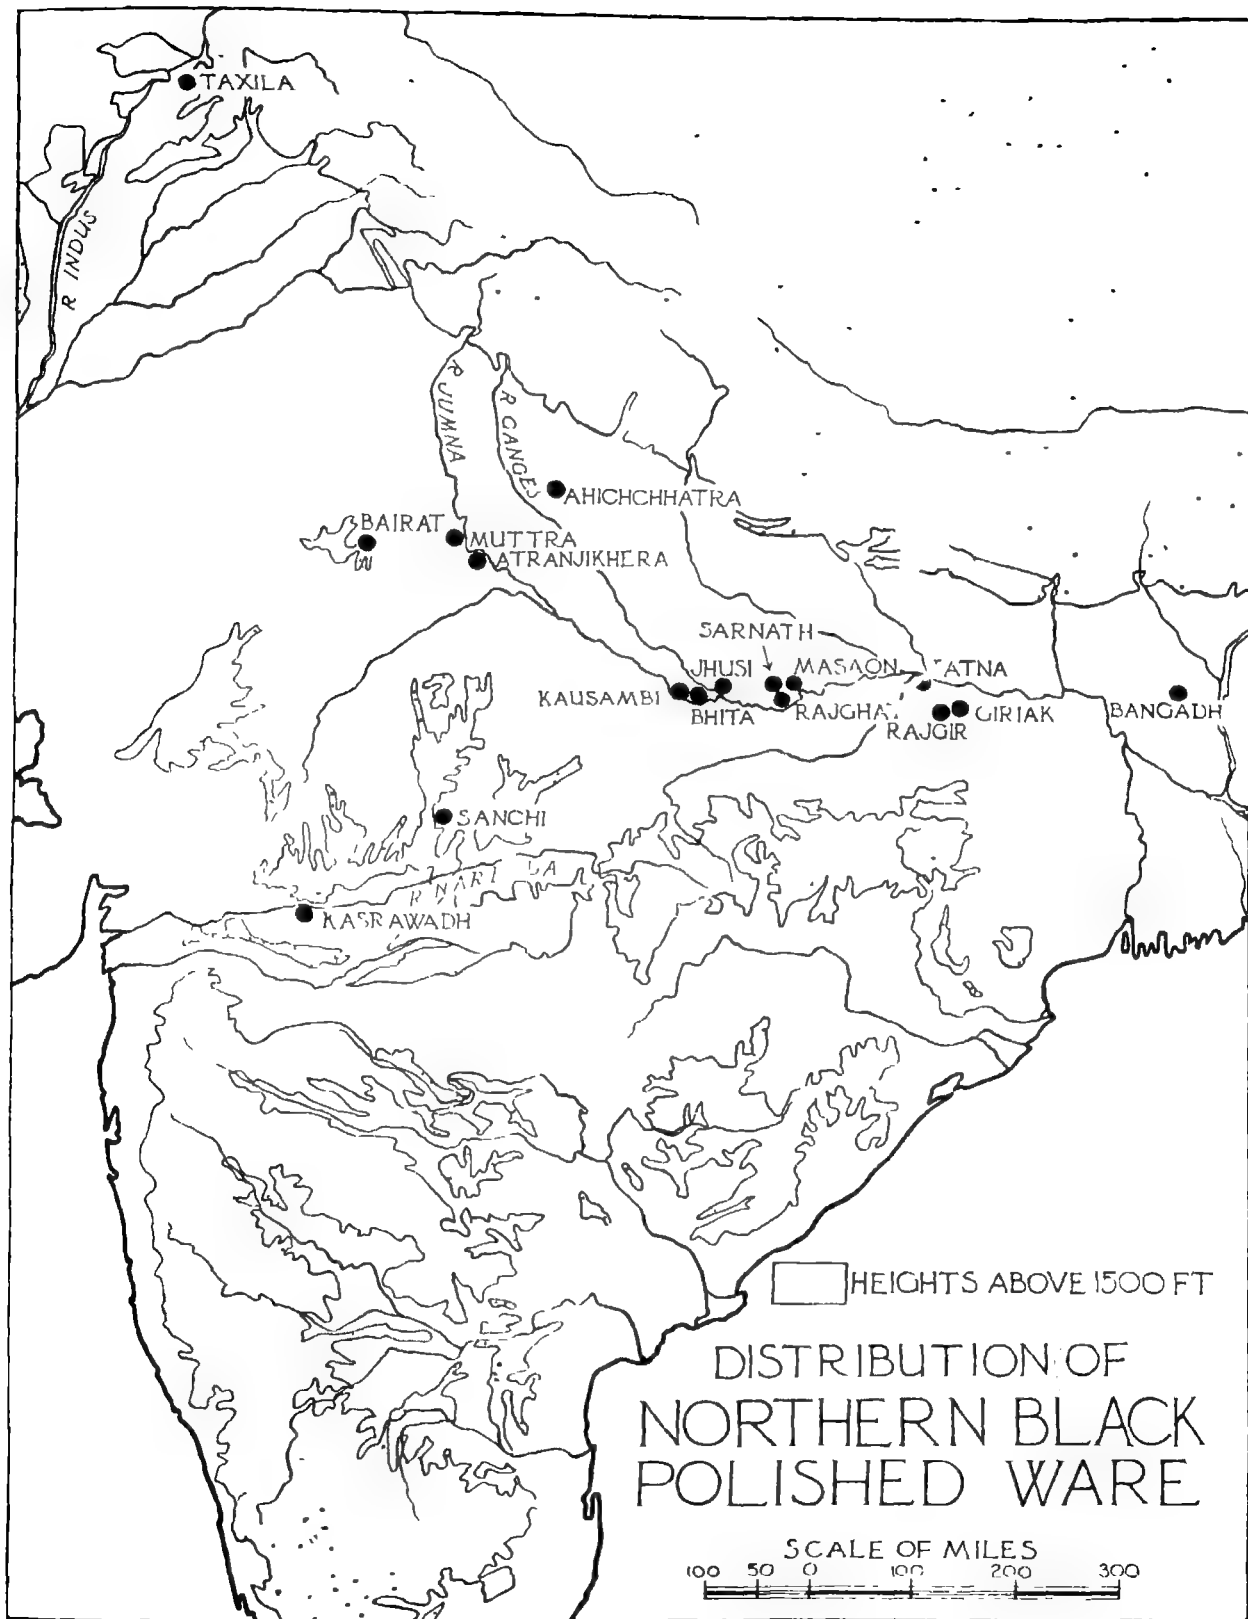 TAXILA
R INDUS
R JUMNA
R GANGES
AHICHCHHATRA
BAIRAT
MUTTRA
ATRANJIKHERA
SARNATH
JHUSI
MASAON
KAUSAMBI
BHITA
RAJGIR
GIRIAK
BANGADH
SANCHI
R
KASRAWADH
HEIGHTS ABOVE 1500 FT
DISTRIBUTION OF
NORTHERN BLACK
POLISHED WARE
SCALE OF MILES
100 50 0 100 200 300